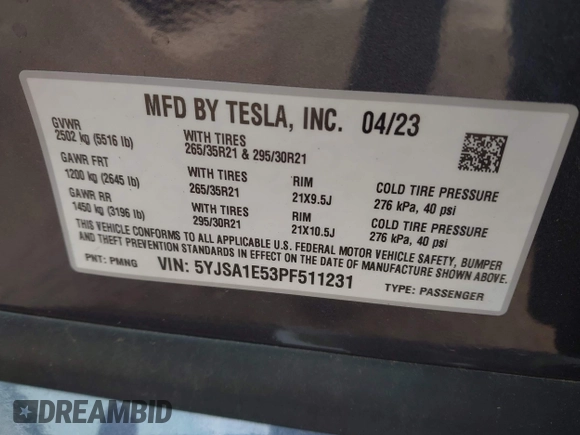 MFD BY TESLA, INC. 04/23
GVWR
2502 kg (5516 lb) WITH TIRES
265/35R21 & 295/30R21
GAWR FRT
1200 kg (2645 lb) WITH TIRES
265/35R21 RIM
21X9.5J COLD TIRE PRESSURE
276 kPa, 40 psi
GAWR RR
1450 kg (3196 lb) WITH TIRES
295/30R21 RIM
21X10.5J COLD TIRE PRESSURE
276 kPa, 40 psi
THIS VEHICLE CONFORMS TO ALL APPLICABLE U.S. FEDERAL MOTOR VEHICLE SAFETY, BUMPER
AND THEFT PREVENTION STANDARDS IN EFFECT ON THE DATE OF MANUFACTURE SHOWN ABOVE.
PNT: PMNG VIN: 5YJSA1E53PF511231 TYPE: PASSENGER
DREAMBID